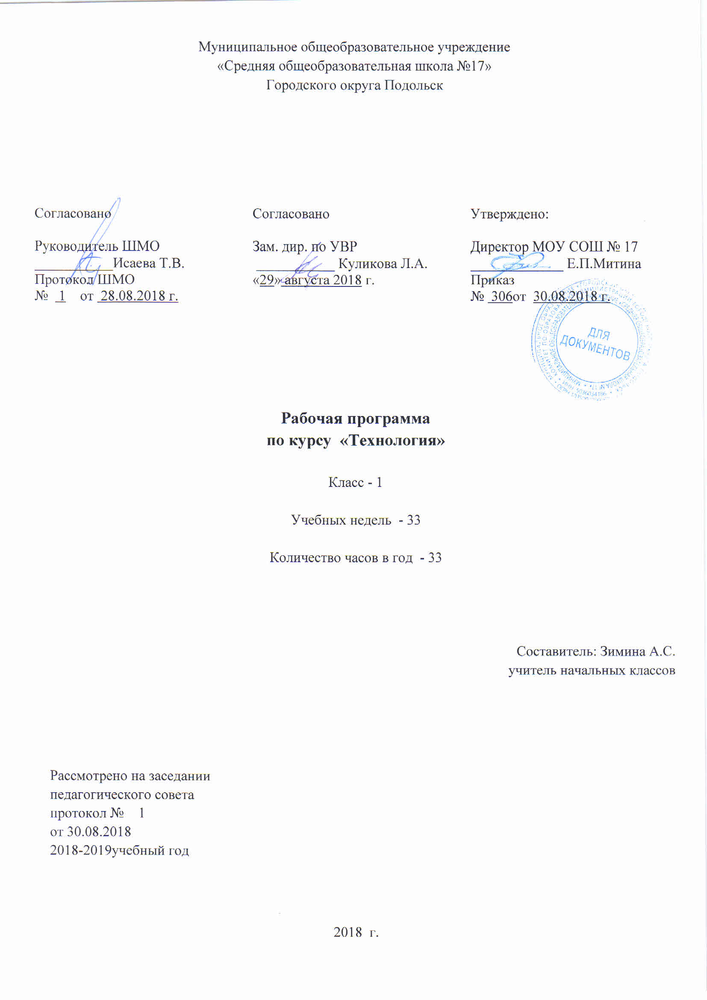 Муниципальное общеобразовательное учреждение
«Средняя общеобразовательная школа №17»
Городского округа Подольск
Согласовано
Руководитель ШМО
____________Исаева Т.В.
Протокол ШМО
№ 1 от 28.08.2018 г.
Согласовано
Зам. дир. по УВР
____________ Куликова Л.А.
«29» августа 2018 г.
Утверждено:
Директор МОУ СОШ № 17
______________ Е.П.Митина
Приказ
№ 306от 30.08.2018 г.
ДЛЯ
ДОКУМЕНТОВ
Рабочая программа
по курсу «Технология»
Класс - 1
Учебных недель - 33
Количество часов в год - 33
Составитель: Зимина А.С.
учитель начальных классов
Рассмотрено на заседании
педагогического совета
протокол № 1
от 30.08.2018
2018-2019учебный год
2018 г.